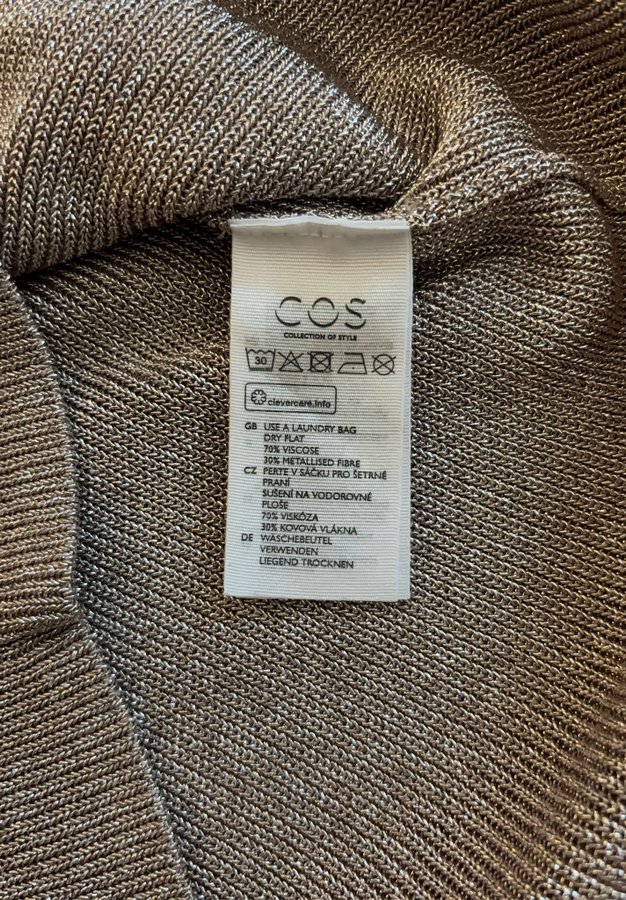 COS
COLLECTION OF STYLE
30
clevercare.info
GB USE A LAUNDRY BAG
DRY FLAT
70% VISCOSE
30% METALLISED FIBRE
CZ PERTE V SÁČKU PRO ŠETRNÉ
PRANÍ
SUŠENÍ NA VODOROVNÉ
PLOŠE
70% VISKÓZA
30% KOVOVÁ VLÁKNA
DE WÄSCHEBEUTEL
VERWENDEN
LIEGEND TROCKNEN